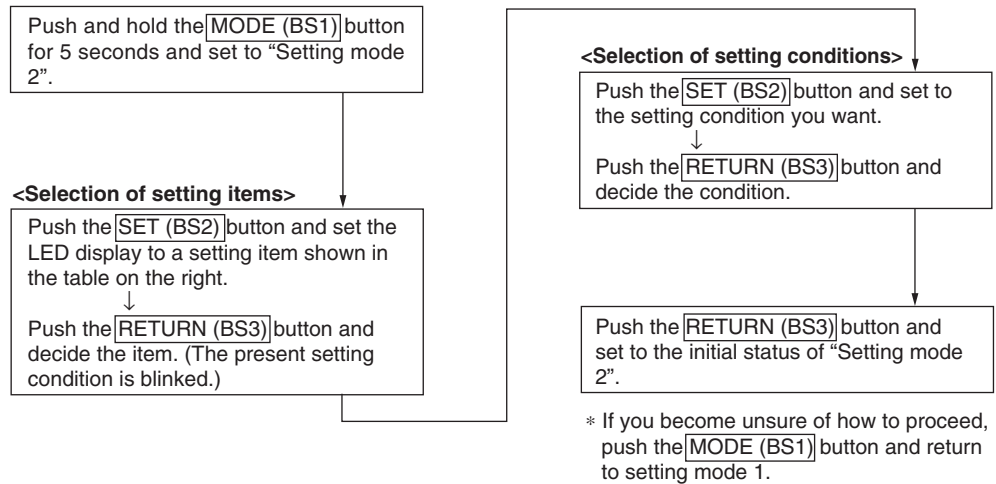 Push and hold the MODE (BS1) button
for 5 seconds and set to “Setting mode
2”.
<Selection of setting items>
Push the SET (BS2) button and set the
LED display to a setting item shown in
the table on the right.
↓
Push the RETURN (BS3) button and
decide the item. (The present setting
condition is blinked.)
<Selection of setting conditions>
Push the SET (BS2) button and set to
the setting condition you want.
↓
Push the RETURN (BS3) button and
decide the condition.
Push the RETURN (BS3) button and
set to the initial status of “Setting mode
2”.
* If you become unsure of how to proceed,
push the MODE (BS1) button and return
to setting mode 1.